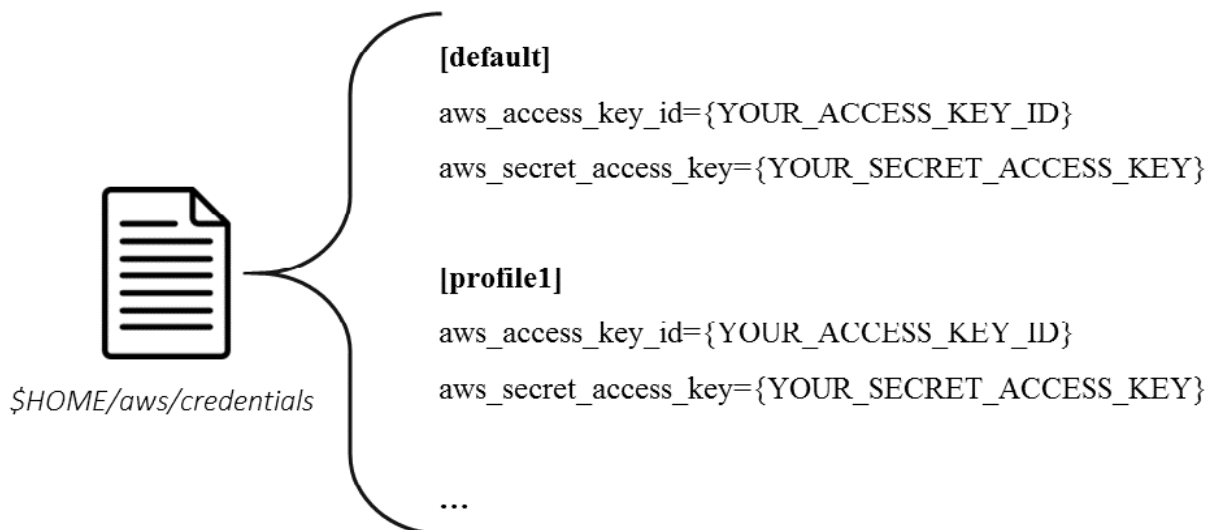 [default]
aws_access_key_id={YOUR_ACCESS_KEY_ID}
aws_secret_access_key={YOUR_SECRET_ACCESS_KEY}
[profile1]
aws_access_key_id={YOUR_ACCESS_KEY_ID}
aws_secret_access_key={YOUR_SECRET_ACCESS_KEY}
...
$HOME/aws/credentials